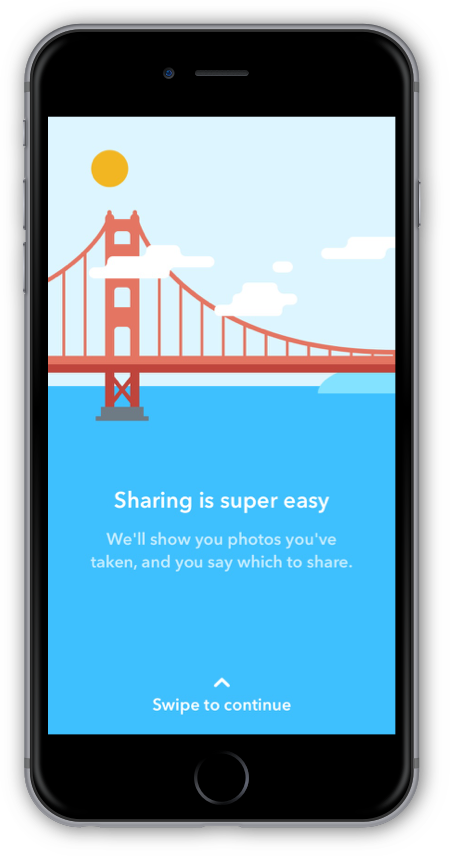 Sharing is super easy
We'll show you photos you've
taken, and you say which to share.
Swipe to continue